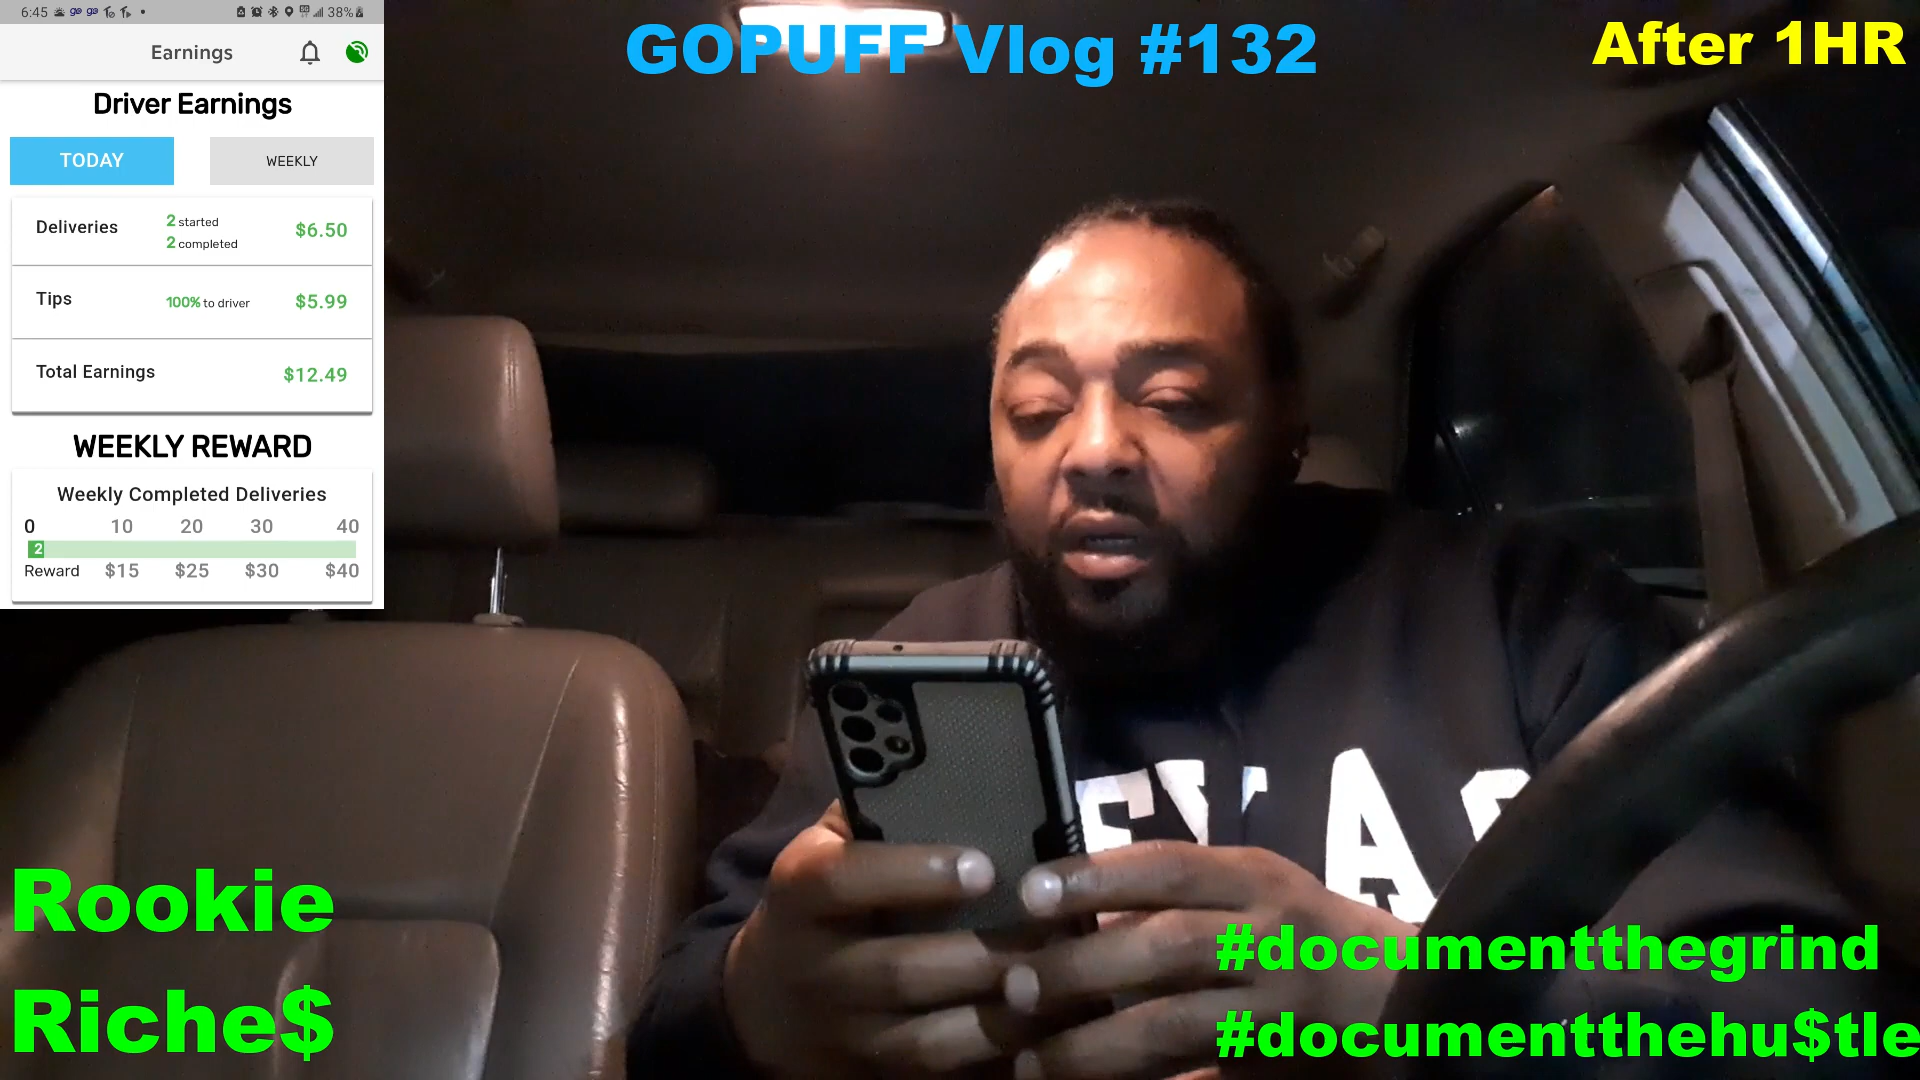 6:45
38%
Earnings
Driver Earnings
TODAY
WEEKLY
Deliveries
2 started
2 completed
$6.50
Tips
100% to driver
$5.99
Total Earnings
$12.49
WEEKLY REWARD
Weekly Completed Deliveries
0 10 20 30 40
2
Reward $15 $25 $30 $40
GOPUFF Vlog #132
After 1HR
Rookie
Riche$
#documentthegrind
#documentthehu$tle